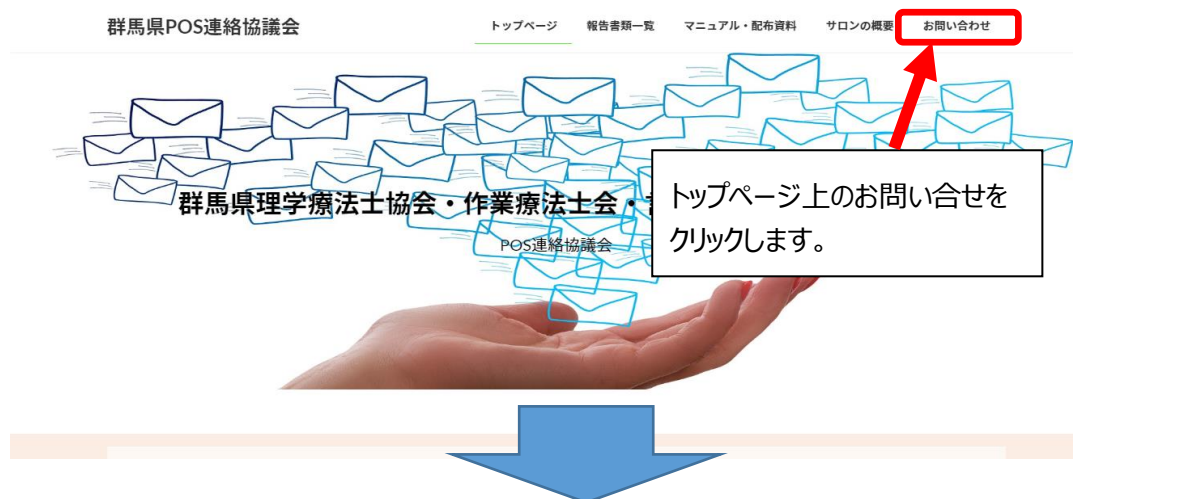 群馬県POS連絡協議会
トップページ 報告書類一覧 マニュアル・配布資料 サロンの概要 お問い合わせ
群馬県理学療法士協会・作業療法士会・
POS連絡協議会
トップページ上のお問い合せを
クリックします。